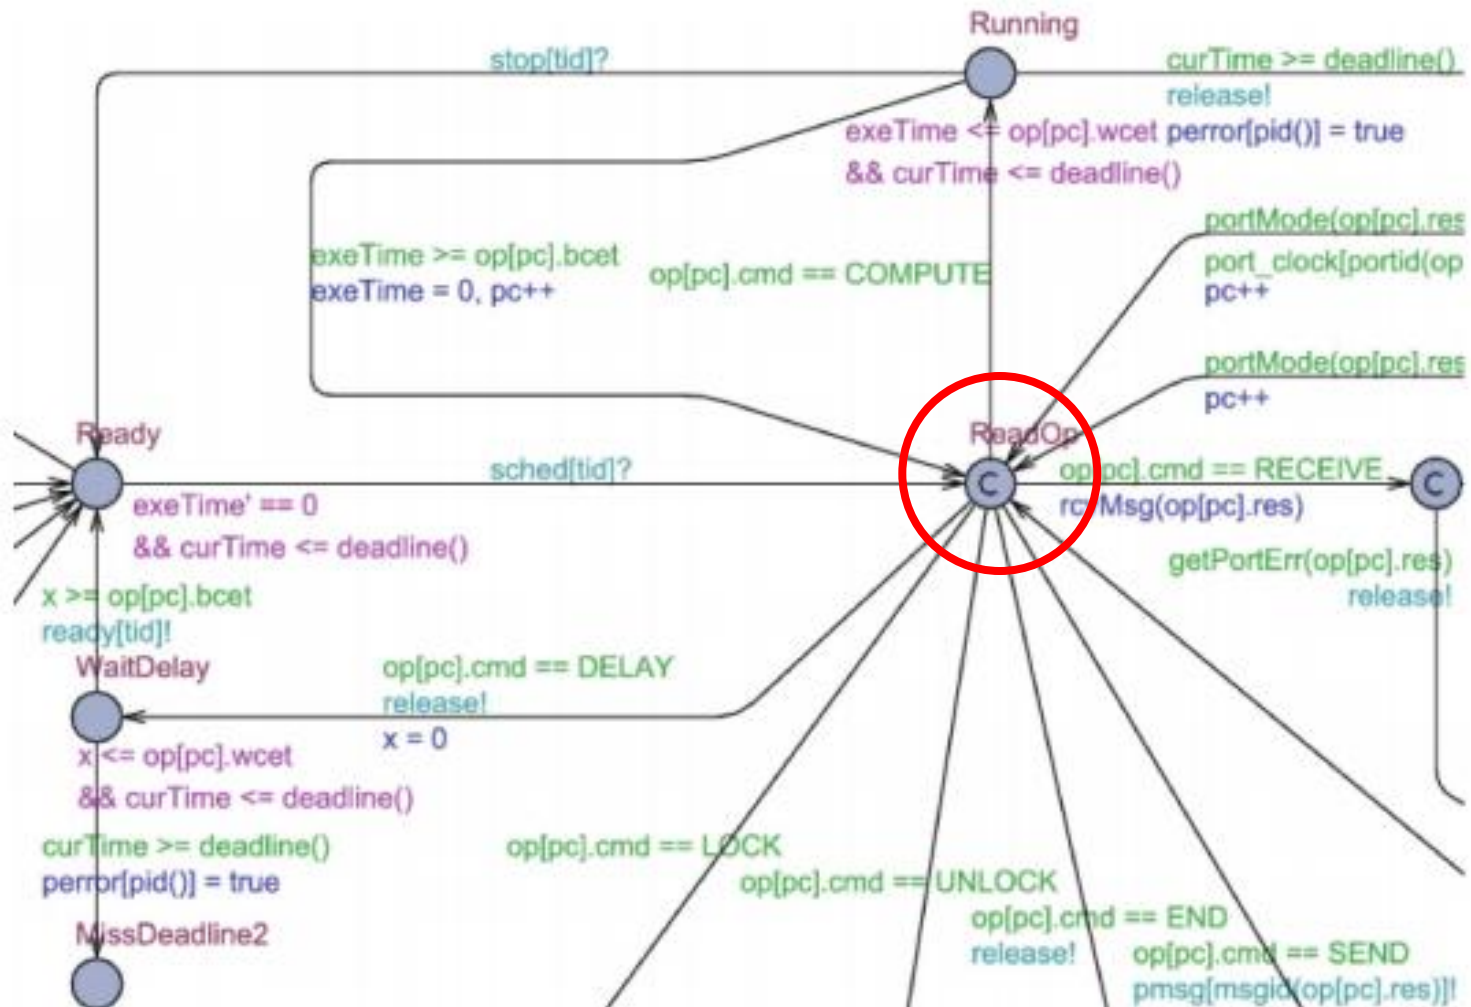 Running
stop[tid]?
curTime >= deadline()
release!
exeTime <= op[pc].wcet
perror[pid()] = true
&& curTime <= deadline()
portMode(op[pc].res
port_clock[portid(op
pc++
exeTime >= op[pc].bcet
exeTime = 0, pc++
op[pc].cmd == COMPUTE
portMode(op[pc].res
pc++
Ready
ReadOp
sched[tid]?
op[pc].cmd == RECEIVE
C
C
exeTime' == 0
rcvMsg(op[pc].res)
&& curTime <= deadline()
getPortErr(op[pc].res)
release!
x >= op[pc].bcet
ready[tid]!
WaitDelay
op[pc].cmd == DELAY
release!
x = 0
x <= op[pc].wcet
&& curTime <= deadline()
curTime >= deadline()
perror[pid()] = true
op[pc].cmd == LOCK
op[pc].cmd == UNLOCK
op[pc].cmd == END
release!
MissDeadline2
op[pc].cmd == SEND
pmsg[msgid(op[pc].res)]!